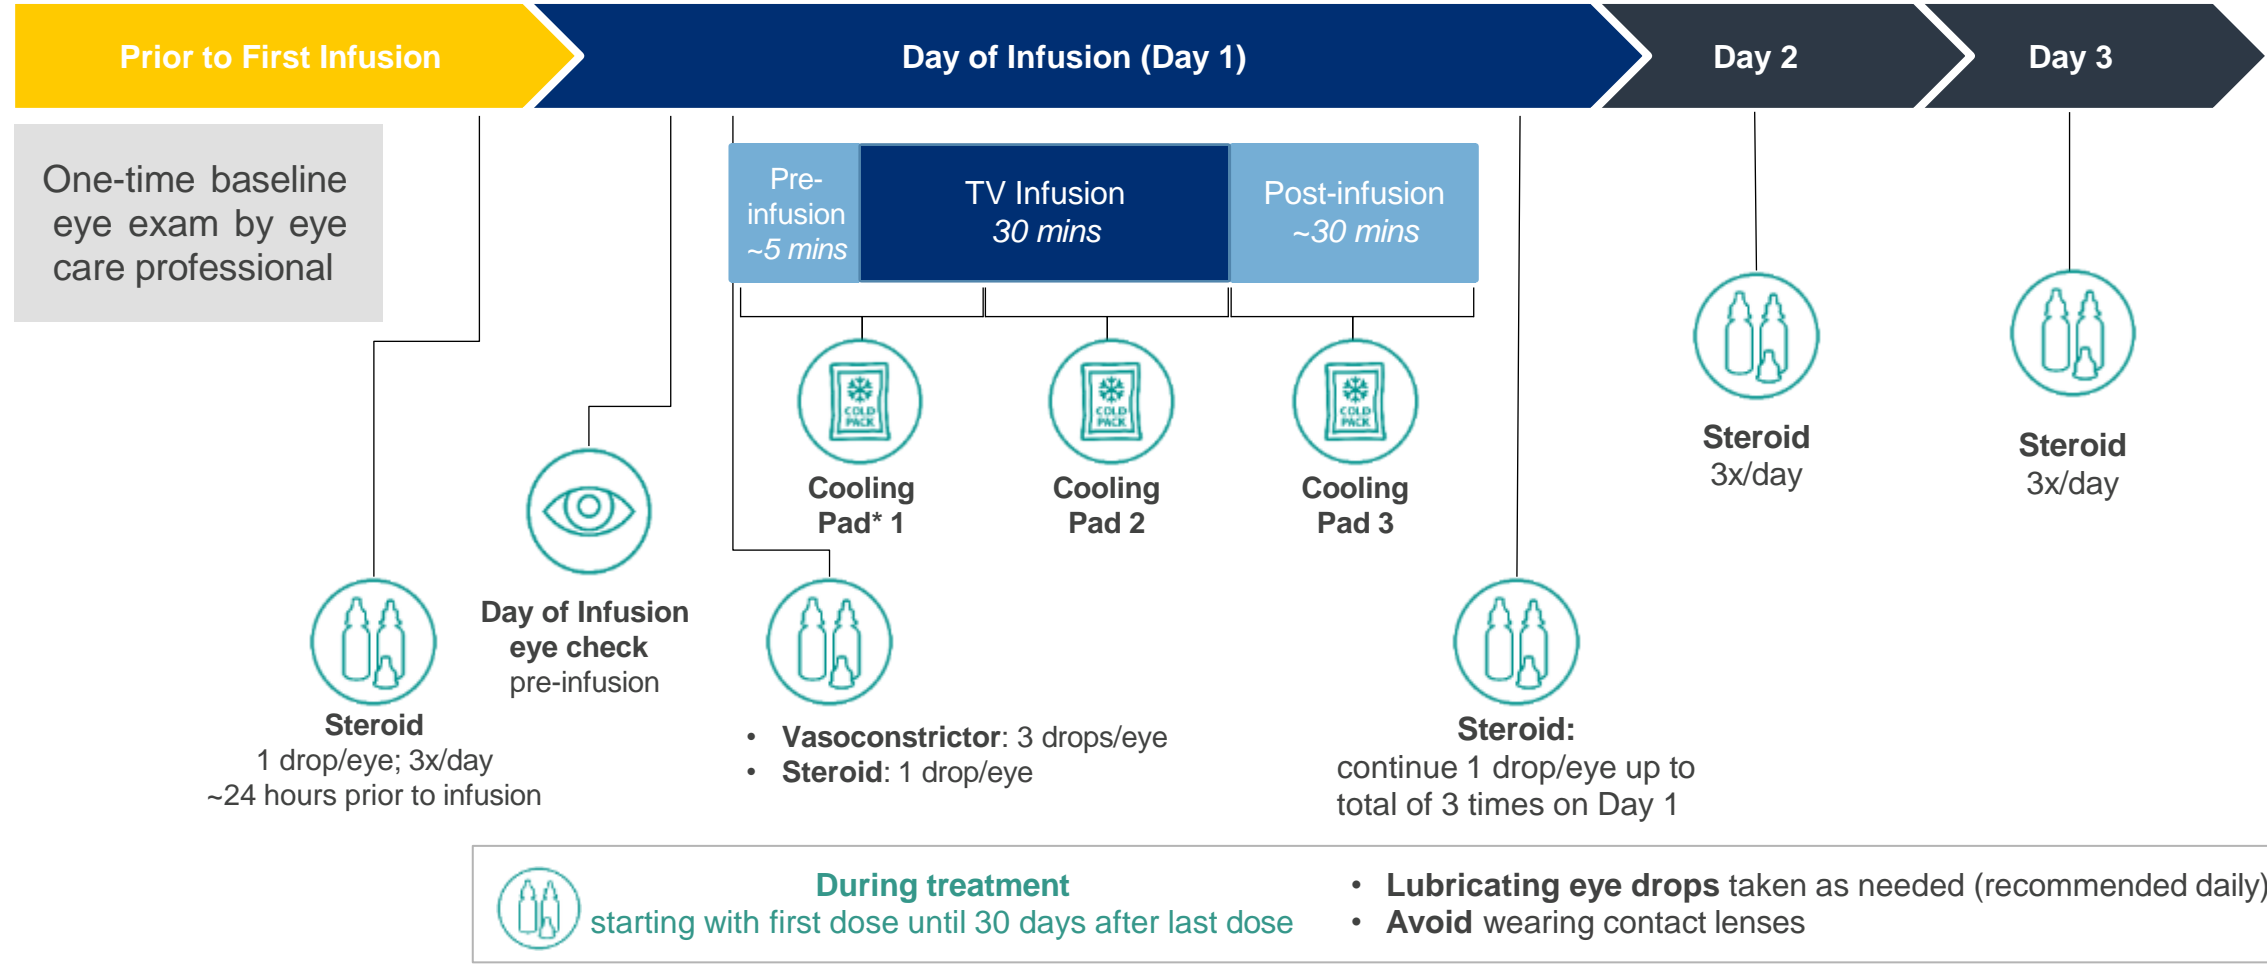 Prior to First Infusion
Day of Infusion (Day 1)
Day 2
Day 3
One-time baseline
eye exam by eye
care professional
Pre-
infusion
~5 mins
TV Infusion
30 mins
Post-infusion
~30 mins
COLD
PACK
Cooling
Pad* 1
COLD
PACK
Cooling
Pad 2
COLD
PACK
Cooling
Pad 3
Steroid
3x/day
Steroid
3x/day
Steroid
1 drop/eye; 3x/day
~24 hours prior to infusion
Day of Infusion
eye check
pre-infusion
• Vasoconstrictor: 3 drops/eye
• Steroid: 1 drop/eye
Steroid:
continue 1 drop/eye up to
total of 3 times on Day 1
During treatment
starting with first dose until 30 days after last dose
• Lubricating eye drops taken as needed (recommended daily)
• Avoid wearing contact lenses